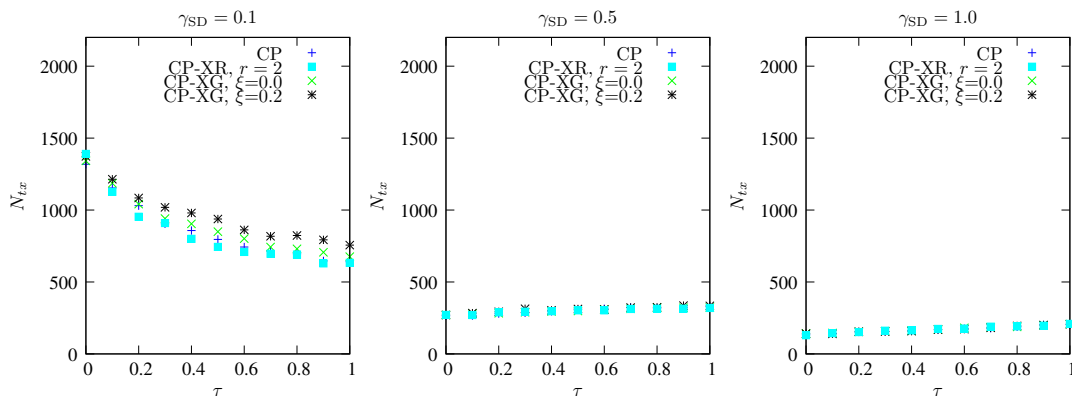 γSD = 0.1
2000
1500
1000
500
0
Ntx
CP
CP-XR, r = 2
CP-XG, ξ=0.0
CP-XG, ξ=0.2
0 0.2 0.4 0.6 0.8 1
τ
γSD = 0.5
2000
1500
1000
500
0
Ntx
CP
CP-XR, r = 2
CP-XG, ξ=0.0
CP-XG, ξ=0.2
0 0.2 0.4 0.6 0.8 1
τ
γSD = 1.0
2000
1500
1000
500
0
Ntx
CP
CP-XR, r = 2
CP-XG, ξ=0.0
CP-XG, ξ=0.2
0 0.2 0.4 0.6 0.8 1
τ